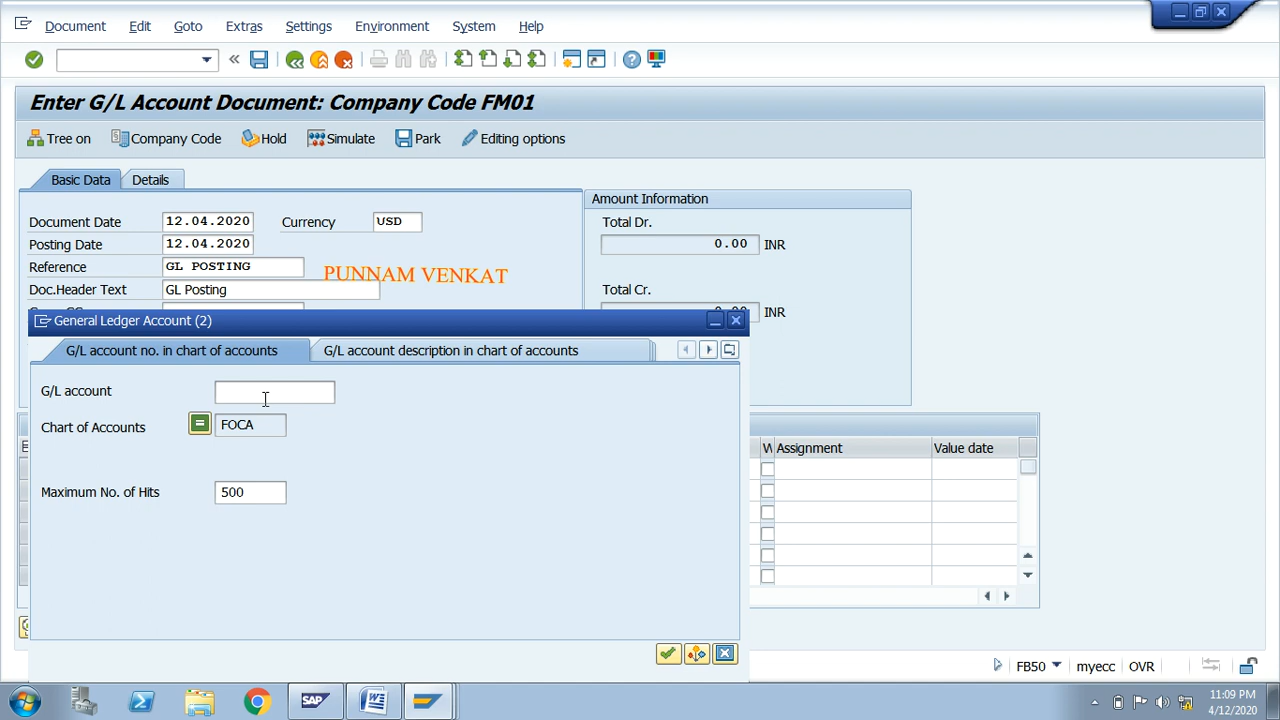 Document Edit Goto Extras Settings Environment System Help
Enter G/L Account Document: Company Code FM01
Tree on Company Code Hold Simulate Park Editing options
Basic Data Details
Amount Information
Document Date 12.04.2020 Currency USD
Total Dr.
Posting Date 12.04.2020
0.00 INR
Reference GL POSTING
PUNNAM VENKAT
Doc.Header Text GL Posting
Total Cr.
INR
General Ledger Account (2)
G/L account no. in chart of accounts G/L account description in chart of accounts
G/L account
Chart of Accounts FOCA
Assignment Value date
Maximum No. of Hits 500
FB50 myecc OVR
SAP
11:09 PM
4/12/2020